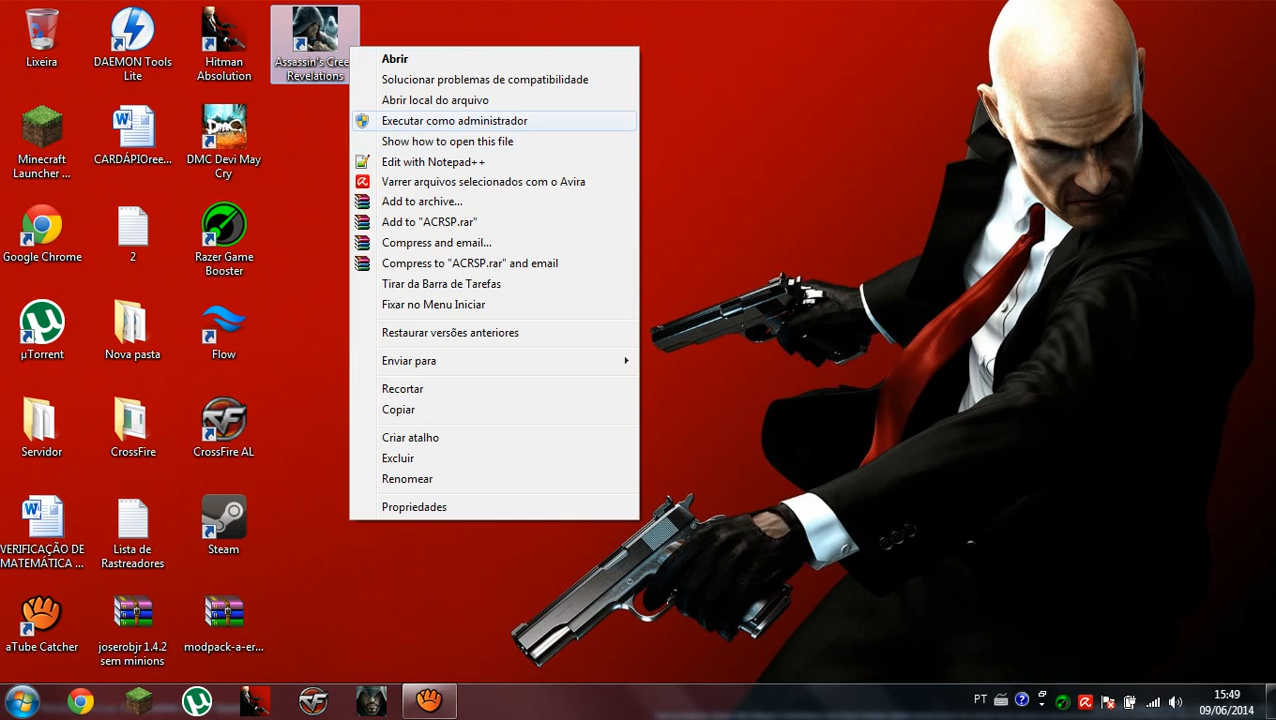 Lixeira
DAEMON Tools
Lite
Hitman
Absolution
Assassin's Cree
Revelations
Minecraft
Launcher ...
CARDÁPIOree...
DMC Devi May
Cry
Google Chrome
2
Razer Game
Booster
µTorrent
Nova pasta
Flow
Servidor
CrossFire
CrossFire AL
VERIFICAÇÃO DE
MATEMÁTICA ...
Lista de
Rastreadores
Steam
aTube Catcher
joserobjr 1.4.2
sem minions
modpack-a-er...
Abrir
Solucionar problemas de compatibilidade
Abrir local do arquivo
Executar como administrador
Show how to open this file
Edit with Notepad++
Varrer arquivos selecionados com o Avira
Add to archive...
Add to "ACRSP.rar"
Compress and email...
Compress to "ACRSP.rar" and email
Tirar da Barra de Tarefas
Fixar no Menu Iniciar
Restaurar versões anteriores
Enviar para
Recortar
Copiar
Criar atalho
Excluir
Renomear
Propriedades
PT
15:49
09/06/2014